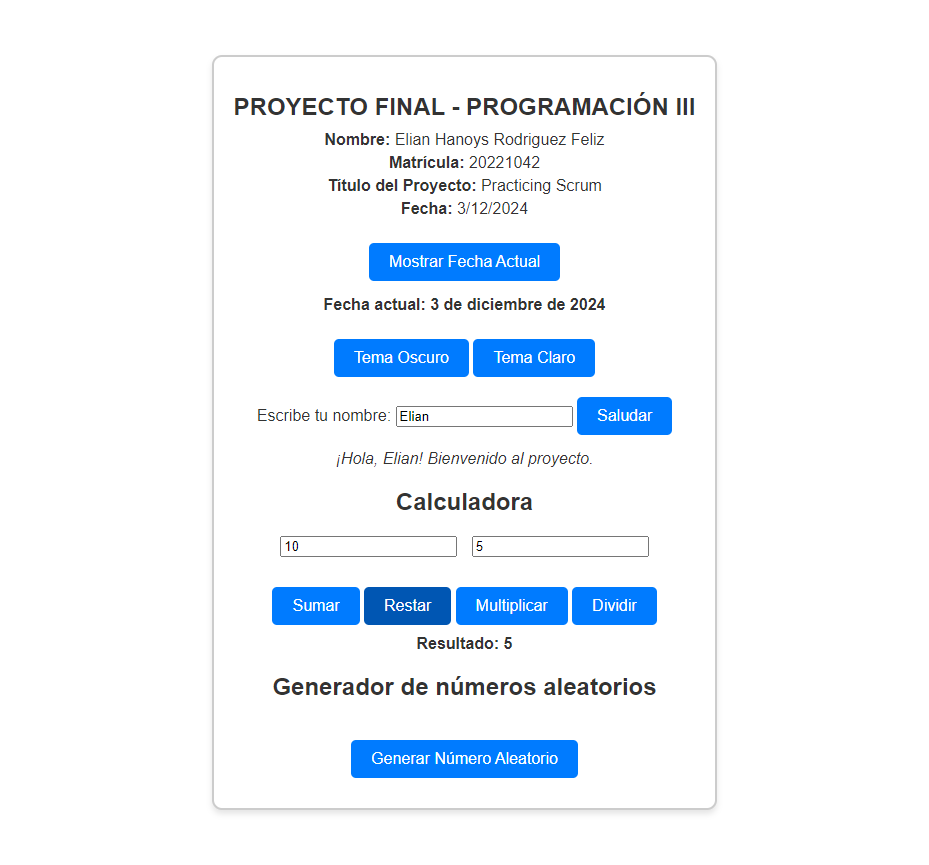 PROYECTO FINAL - PROGRAMACIÓN III
Nombre: Elian Hanoys Rodriguez Feliz
Matrícula: 20221042
Título del Proyecto: Practicing Scrum
Fecha: 3/12/2024
Mostrar Fecha Actual
Fecha actual: 3 de diciembre de 2024
Tema Oscuro Tema Claro
Escribe tu nombre: Elian Saludar
¡Hola, Elian! Bienvenido al proyecto.
Calculadora
10 5
Sumar Restar Multiplicar Dividir
Resultado: 5
Generador de números aleatorios
Generar Número Aleatorio